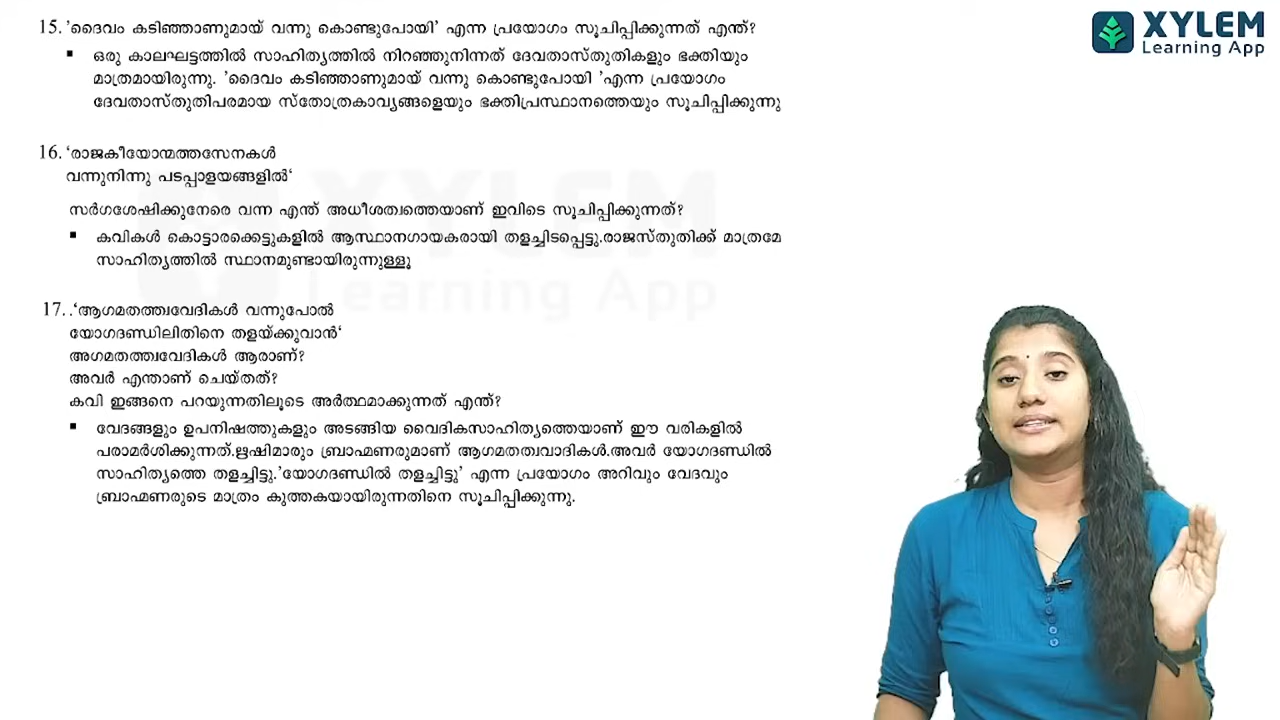 15. 'ദൈവം കടിഞ്ഞാണുമായ് വന്നു കൊണ്ടുപോയി' എന്ന പ്രയോഗം സൂചിപ്പിക്കുന്നത് എന്ത്?
▪ ഒരു കാലഘട്ടത്തിൽ സാഹിത്യത്തിൽ നിറഞ്ഞുനിന്നത് ദേവതാസ്തുതികളും ഭക്തിയും
മാത്രമായിരുന്നു. 'ദൈവം കടിഞ്ഞാണുമായ് വന്നു കൊണ്ടുപോയി 'എന്ന പ്രയോഗം
ദേവതാസ്തുതിപരമായ സ്തോത്രകാവ്യങ്ങളെയും ഭക്തിപ്രസ്ഥാനത്തെയും സൂചിപ്പിക്കുന്നു
16. 'രാജകീയോന്മത്തസേനകൾ
വന്നുനിന്നു പടപ്പാളയങ്ങളിൽ'
സർഗശേഷിക്കുനേരെ വന്ന എന്ത് അധീശത്വത്തെയാണ് ഇവിടെ സൂചിപ്പിക്കുന്നത്?
▪ കവികൾ കൊട്ടാരക്കെട്ടുകളിൽ ആസ്ഥാനഗായകരായി തളച്ചിടപ്പെട്ടു.രാജസ്തുതിക്ക് മാത്രമേ
സാഹിത്യത്തിൽ സ്ഥാനമുണ്ടായിരുന്നുള്ളൂ
17. .'ആഗമതത്ത്വവേദികൾ വന്നുപോൽ
യോഗദണ്ഡിലിതിനെ തളയ്ക്കുവാൻ'
അഗമതത്ത്വവേദികൾ ആരാണ്?
അവർ എന്താണ് ചെയ്തത്?
കവി ഇങ്ങനെ പറയുന്നതിലൂടെ അർത്ഥമാക്കുന്നത് എന്ത്?
▪ വേദങ്ങളും ഉപനിഷത്തുകളും അടങ്ങിയ വൈദികസാഹിത്യത്തെയാണ് ഈ വരികളിൽ
പരാമർശിക്കുന്നത്.ഋഷിമാരും ബ്രാഹ്മണരുമാണ് ആഗമതത്വവാദികൾ.അവർ യോഗദണ്ഡിൽ
സാഹിത്യത്തെ തളച്ചിട്ടു.'യോഗദണ്ഡിൽ തളച്ചിട്ടു' എന്ന പ്രയോഗം അറിവും വേദവും
ബ്രാഹ്മണരുടെ മാത്രം കുത്തകയായിരുന്നതിനെ സൂചിപ്പിക്കുന്നു.
XYLEM
Learning App
XYLEM
Learning App